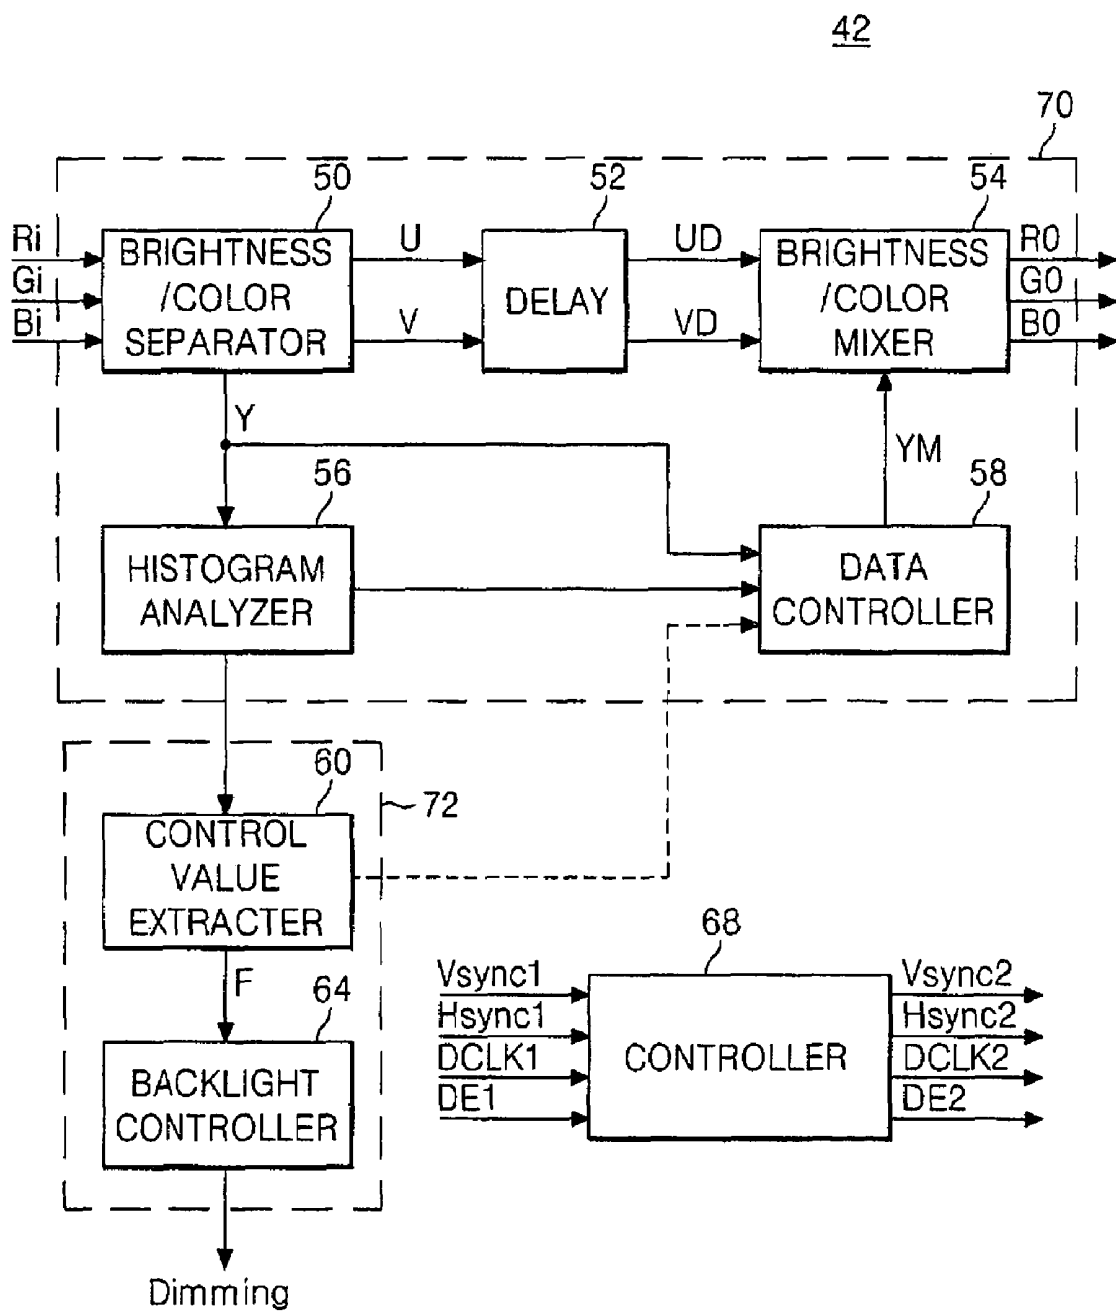 42
70
50
52
54
Ri
Gi
Bi
BRIGHTNESS
/COLOR
SEPARATOR
U
V
DELAY
UD
VD
BRIGHTNESS
/COLOR
MIXER
R0
G0
B0
Y
YM
56
58
HISTOGRAM
ANALYZER
DATA
CONTROLLER
60
72
CONTROL
VALUE
EXTRACTER
F
64
BACKLIGHT
CONTROLLER
Dimming
68
Vsync1
Hsync1
DCLK1
DE1
CONTROLLER
Vsync2
Hsync2
DCLK2
DE2